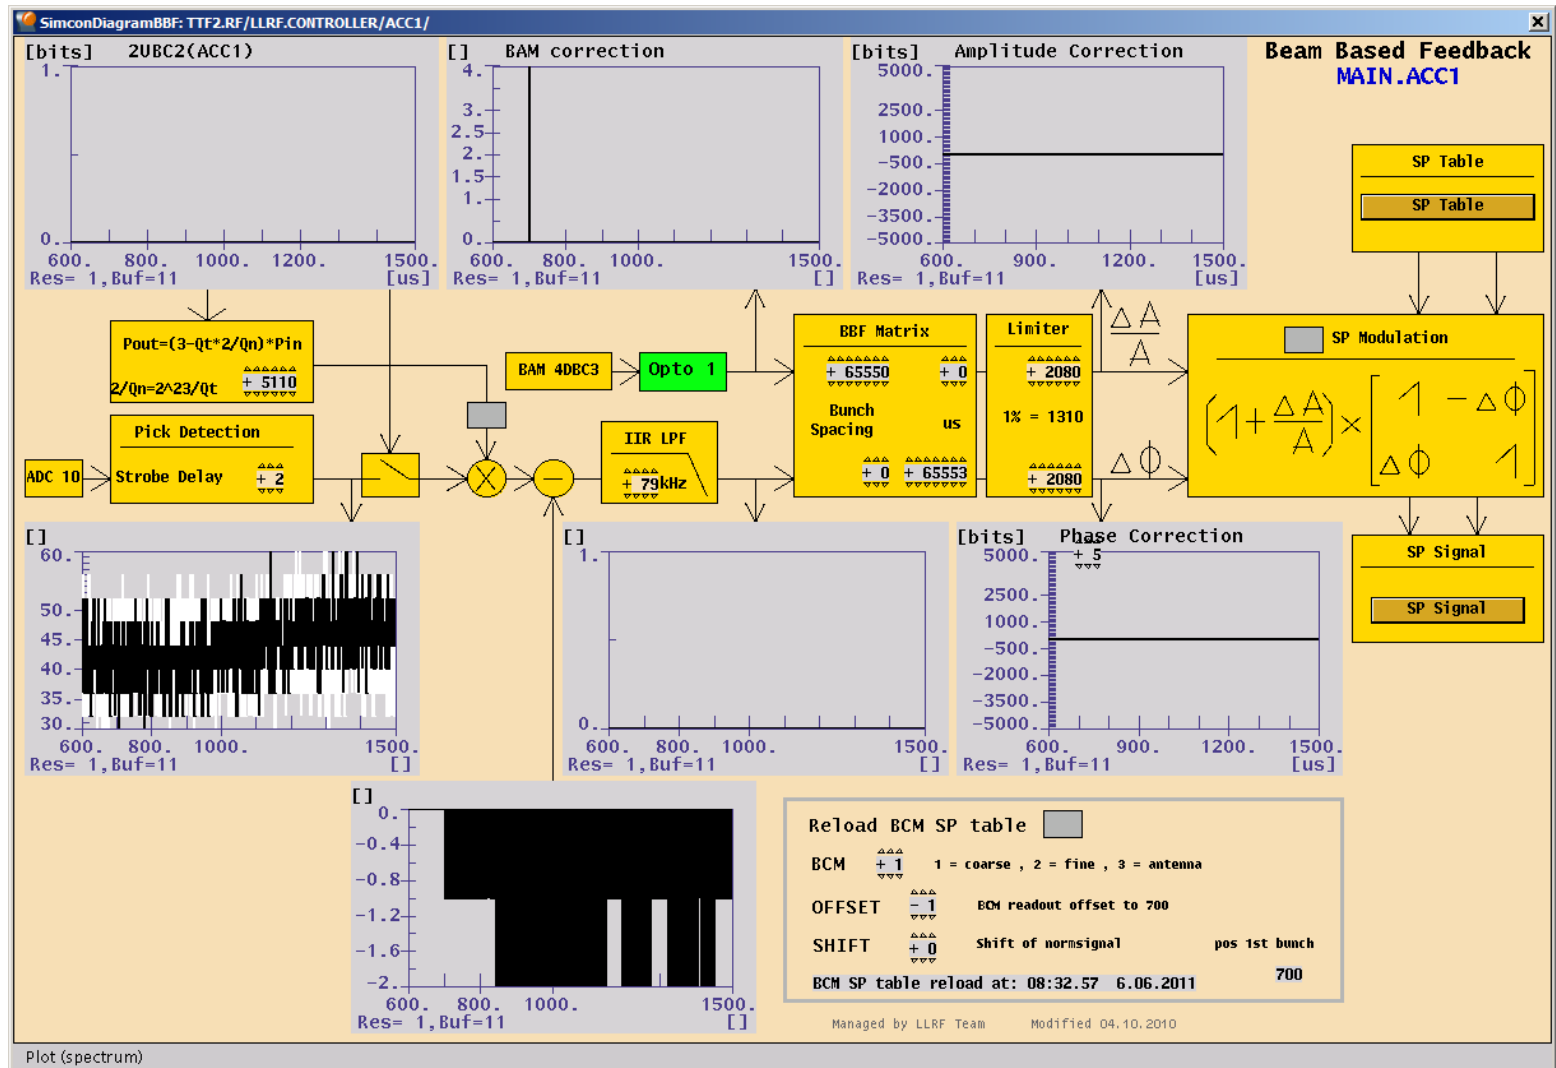 SimconDiagramBBF: TTF2.RF/LLRF.CONTROLLER/ACC1/
[bits] 2UBC2(ACC1)
1.
0.
600. 800. 1000. 1200. 1500.
Res= 1,Buf=11 [us]
[] BAM correction
4.
3.
2.5
2.
1.5
1.
0.
600. 800. 1000. 1500.
Res= 1,Buf=11 []
[bits] Amplitude Correction
5000.
2500.
1000.
-500.
-2000.
-3500.
-5000.
600. 900. 1200. 1500.
Res= 1,Buf=11 [us]
Beam Based Feedback
MAIN.ACC1
SP Table
SP Table
Pout=(3-Qt*2/Qn)*Pin
2/Qn=2^23/Qt + 5110
Pick Detection
ADC 10
Strobe Delay + 2
X
-
BAM 4DBC3
Opto 1
IIR LPF
+ 79kHz
BBF Matrix
+ 65550 + 0
Bunch
Spacing us
+ 0 + 65553
Limiter
+ 2080
1% = 1310
+ 2080
ΔA
A
ΔΦ
SP Modulation
(1+ΔA/A)×[1 -ΔΦ
ΔΦ 1]
[]
60.
50.
45.
40.
35.
30.
600. 800. 1000. 1500.
Res= 1,Buf=11 []
[]
1.
0.
600. 800. 1000. 1500.
Res= 1,Buf=11 []
[bits] Phase Correction
+ 5
5000.
2500.
1000.
-500.
-2000.
-3500.
-5000.
600. 900. 1200. 1500.
Res= 1,Buf=11 [us]
SP Signal
SP Signal
[]
0.
-0.4
-0.8
-1.2
-1.6
-2.
600. 800. 1000. 1500.
Res= 1,Buf=11 []
Reload BCM SP table
BCM + 1 1 = coarse , 2 = fine , 3 = antenna
OFFSET - 1 BCM readout offset to 700
SHIFT + 0 Shift of normsignal pos 1st bunch
700
BCM SP table reload at: 08:32.57 6.06.2011
Managed by LLRF Team Modified 04.10.2010
Plot (spectrum)